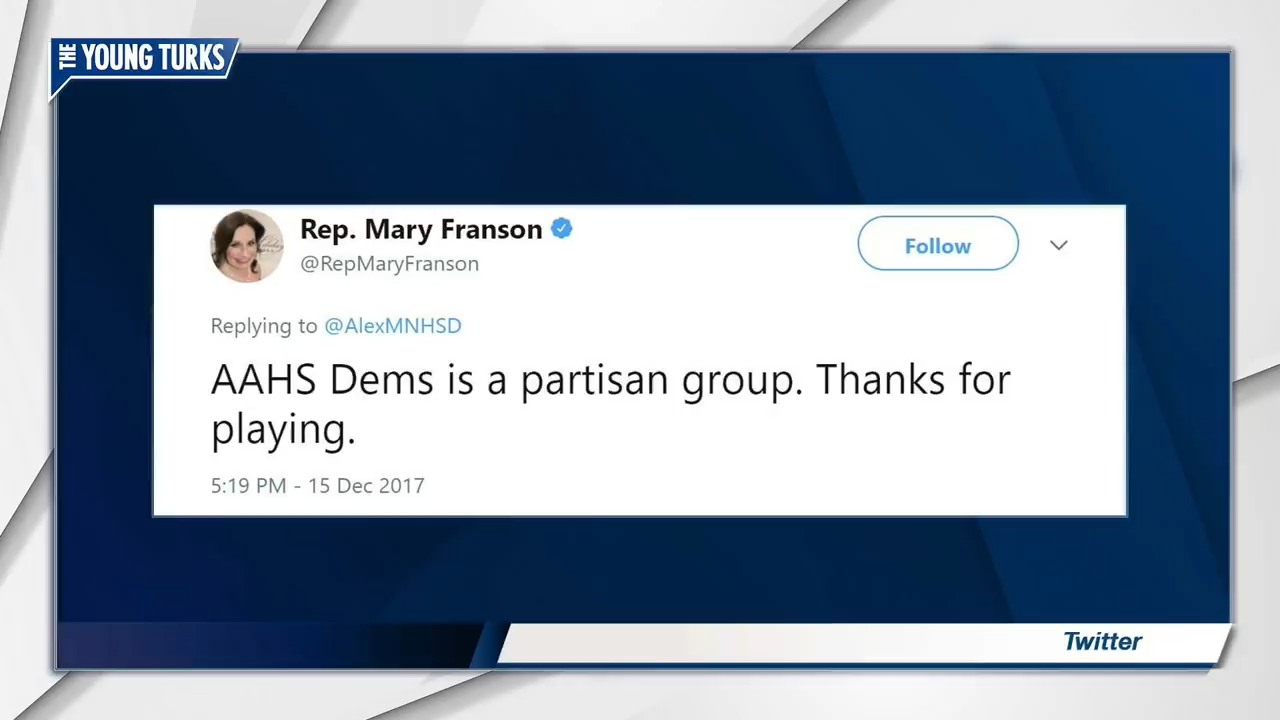 THE YOUNG TURKS
Rep. Mary Franson
@RepMaryFranson
Follow
Replying to @AlexMNHSD
AAHS Dems is a partisan group. Thanks for
playing.
5:19 PM - 15 Dec 2017
Twitter